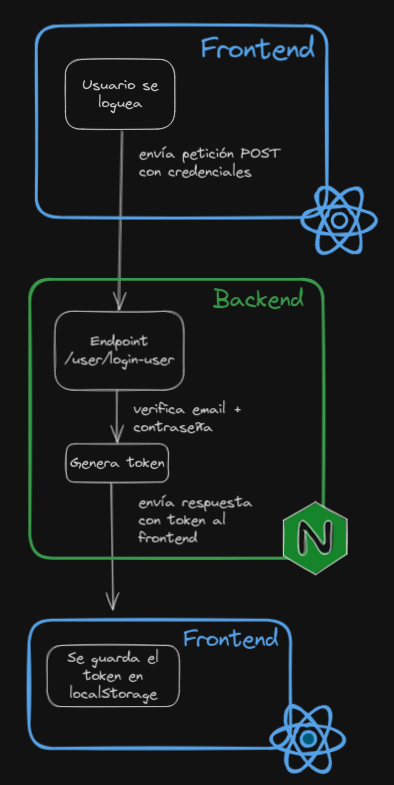 Frontend
Usuario se
loguea
envía petición POST
con credenciales
Backend
Endpoint
/user/login-user
verifica email +
contraseña
Genera token
envía respuesta
con token al
frontend
N
Frontend
Se guarda el
token en
localStorage